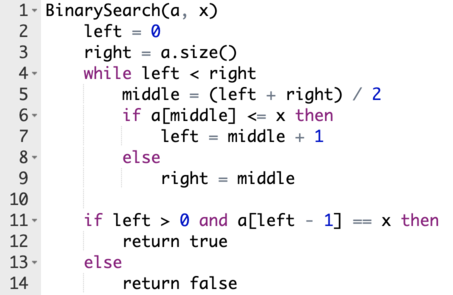 1 BinarySearch(a, x)
2     left = 0
3     right = a.size()
4     while left < right
5         middle = (left + right) / 2
6         if a[middle] <= x then
7             left = middle + 1
8         else
9             right = middle
10
11     if left > 0 and a[left - 1] == x then
12         return true
13     else
14         return false